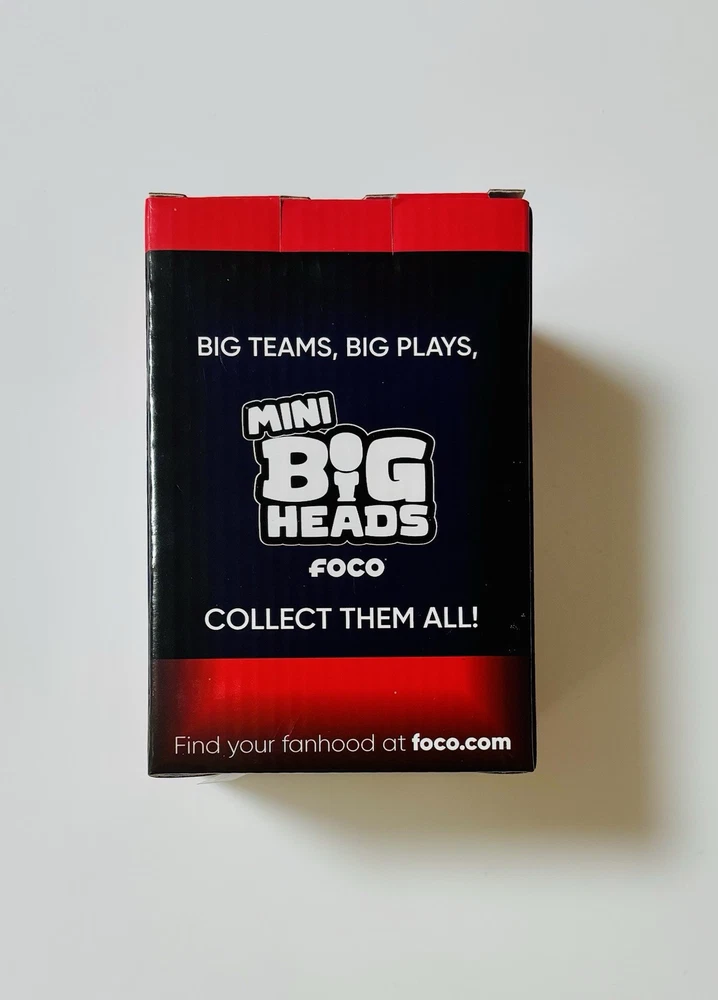 BIG TEAMS, BIG PLAYS,
MINI
BIG
HEADS
FOCO
COLLECT THEM ALL!
Find your fanhood at foco.com